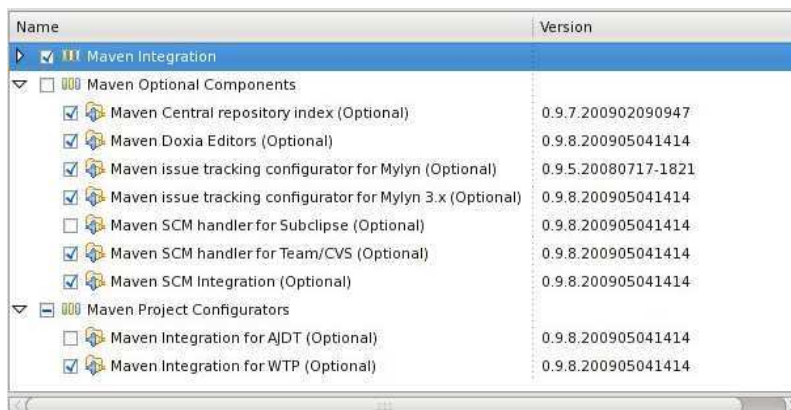 Name Version
Maven Integration
Maven Optional Components
Maven Central repository index (Optional) 0.9.7.200902090947
Maven Doxia Editors (Optional) 0.9.8.200905041414
Maven issue tracking configurator for Mylyn (Optional) 0.9.5.20080717-1821
Maven issue tracking configurator for Mylyn 3.x (Optional) 0.9.8.200905041414
Maven SCM handler for Subclipse (Optional) 0.9.8.200905041414
Maven SCM handler for Team/CVS (Optional) 0.9.8.200905041414
Maven SCM Integration (Optional) 0.9.8.200905041414
Maven Project Configurators
Maven Integration for AJDT (Optional) 0.9.8.200905041414
Maven Integration for WTP (Optional) 0.9.8.200905041414